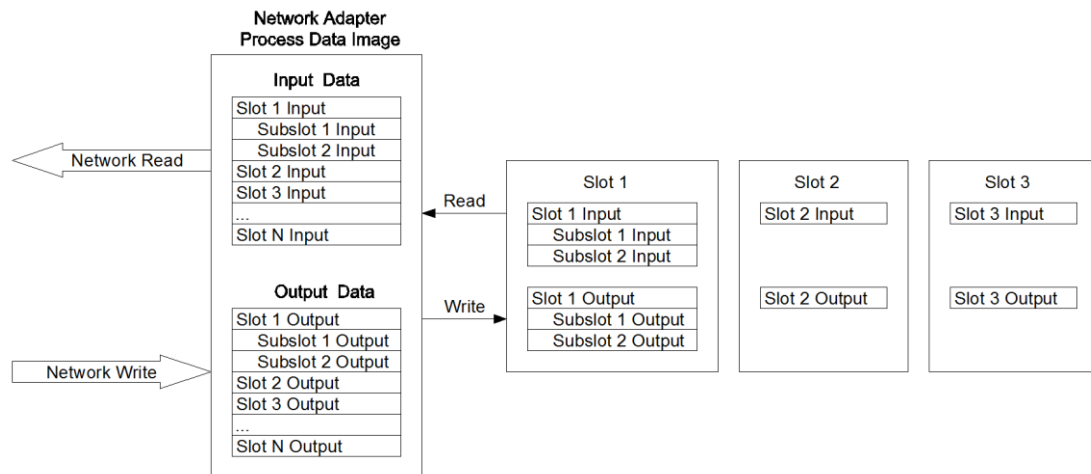 Network Adapter
Process Data Image
Input Data
Slot 1 Input
Subslot 1 Input
Subslot 2 Input
Slot 2 Input
Slot 3 Input
...
Slot N Input
Output Data
Slot 1 Output
Subslot 1 Output
Subslot 2 Output
Slot 2 Output
Slot 3 Output
...
Slot N Output
Network Read
Network Write
Read
Write
Slot 1
Slot 1 Input
Subslot 1 Input
Subslot 2 Input
Slot 1 Output
Subslot 1 Output
Subslot 2 Output
Slot 2
Slot 2 Input
Slot 2 Output
Slot 3
Slot 3 Input
Slot 3 Output